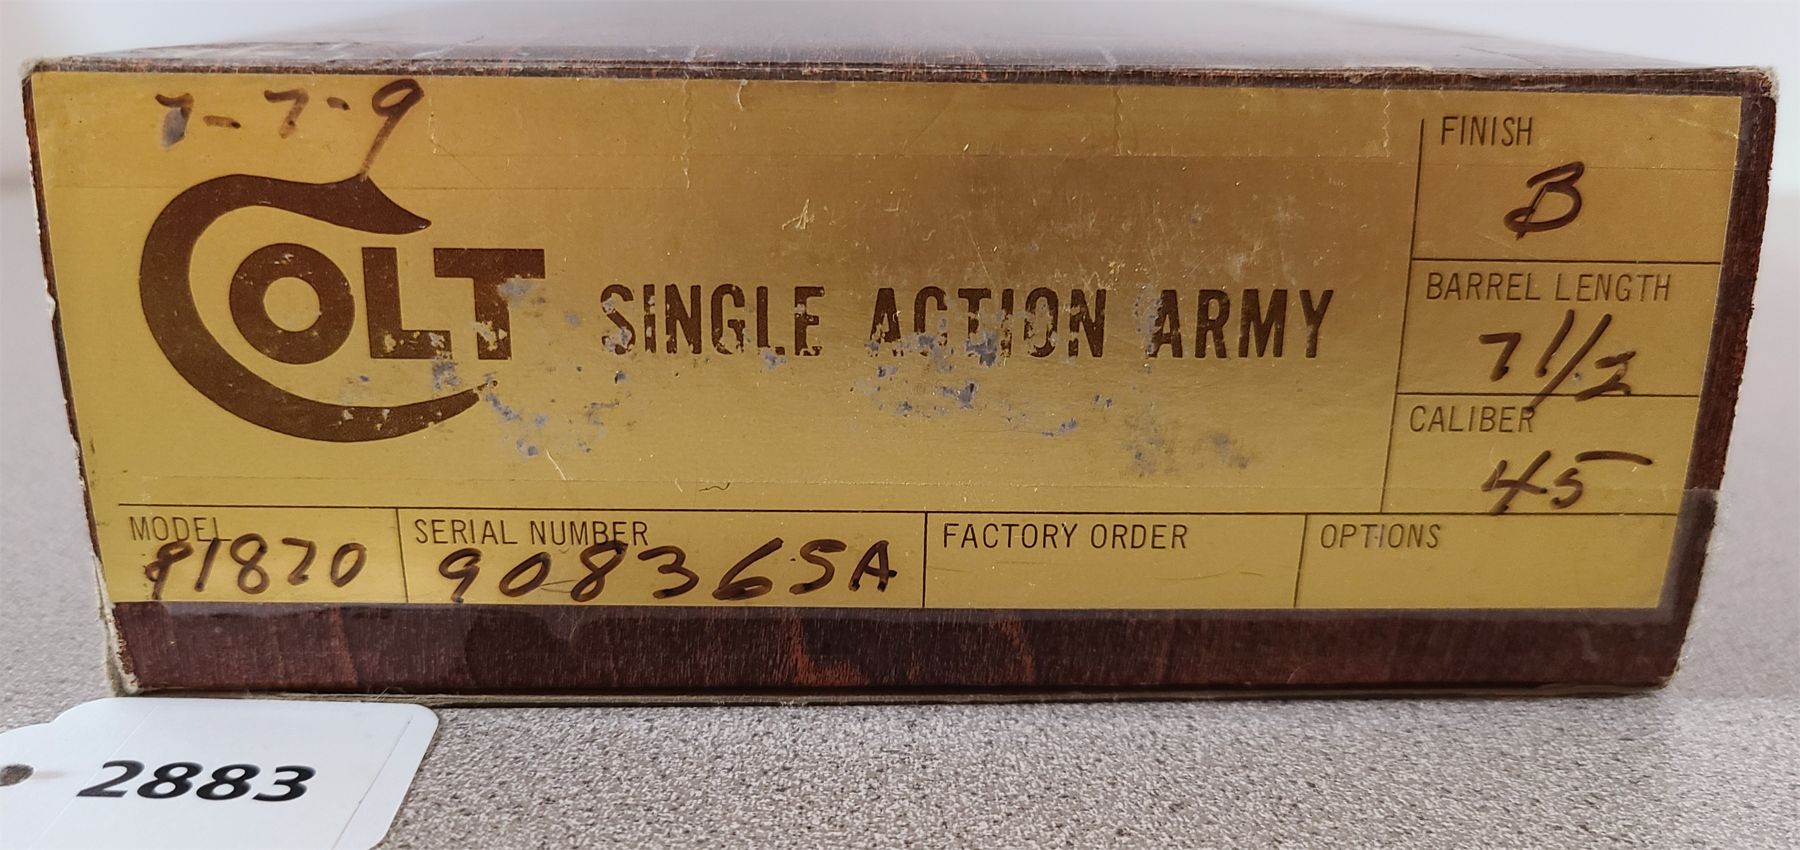 7-7-9
COLT SINGLE ACTION ARMY
FINISH
B
BARREL LENGTH
7 1/2
CALIBER
45
MODEL
P1870
SERIAL NUMBER
90836SA
FACTORY ORDER
OPTIONS
2883